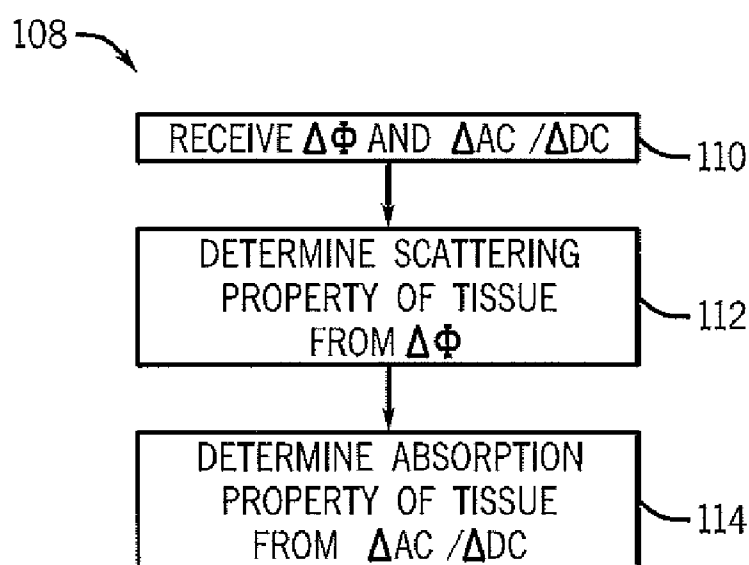 108
RECEIVE ΔΦ AND ΔAC /ΔDC
110
DETERMINE SCATTERING
PROPERTY OF TISSUE
FROM ΔΦ
112
DETERMINE ABSORPTION
PROPERTY OF TISSUE
FROM ΔAC /ΔDC
114